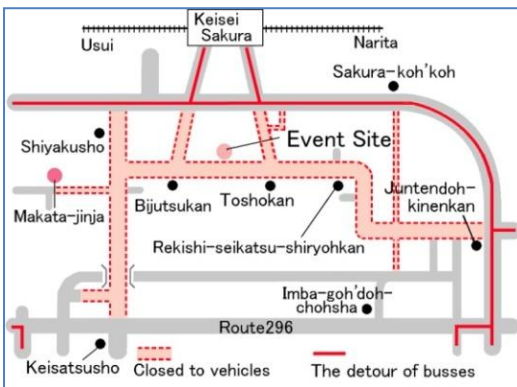 Keisei
Sakura
Usui
Narita
Sakura-koh'koh
Shiyakusho
Event Site
Juntendoh-
kinenkan
Makata-jinja
Bijutsukan
Toshokan
Rekishi-seikatsu-shiryohkan
Imba-goh'doh-
chohsha
Route296
Keisatsusho
Closed to vehicles
The detour of busses